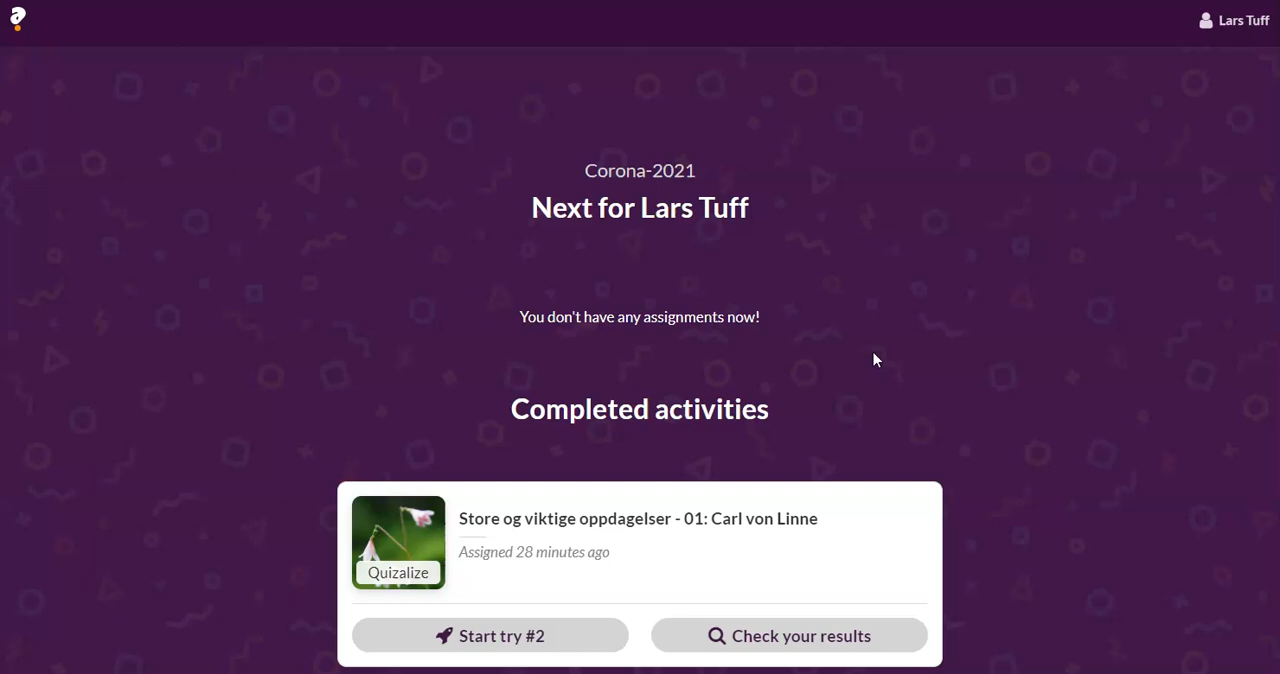 Lars Tuff
Corona-2021
Next for Lars Tuff
You don't have any assignments now!
Completed activities
Store og viktige oppdagelser - 01: Carl von Linne
Assigned 28 minutes ago
Quizalize
Start try #2
Check your results